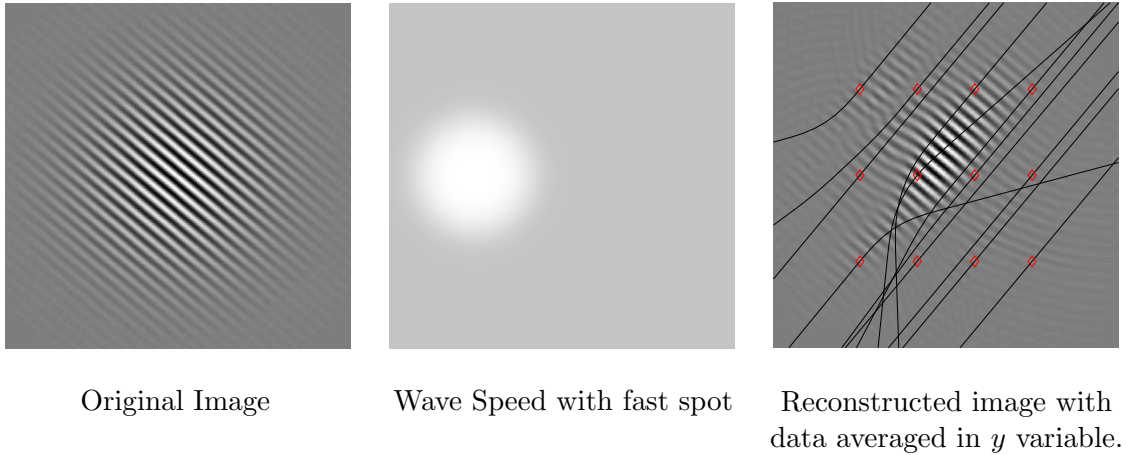 Original Image
Wave Speed with fast spot
Reconstructed image with
data averaged in y variable.